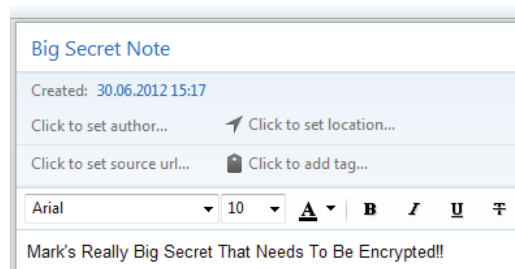 Big Secret Note
Created: 30.06.2012 15:17
Click to set author... Click to set location...
Click to set source url... Click to add tag...
Arial 10 A B I U T
Mark's Really Big Secret That Needs To Be Encrypted!!